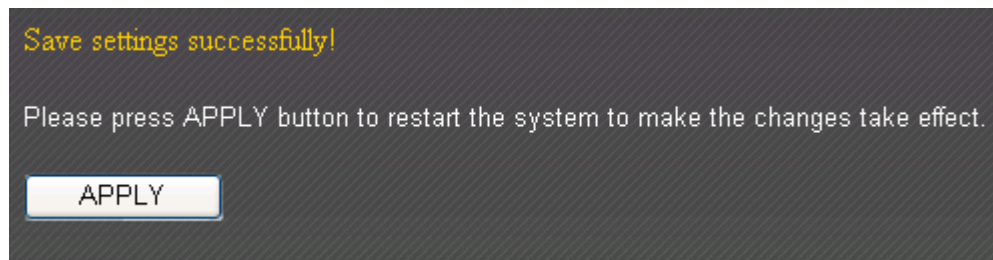 Save settings successfully!
Please press APPLY button to restart the system to make the changes take effect.
APPLY